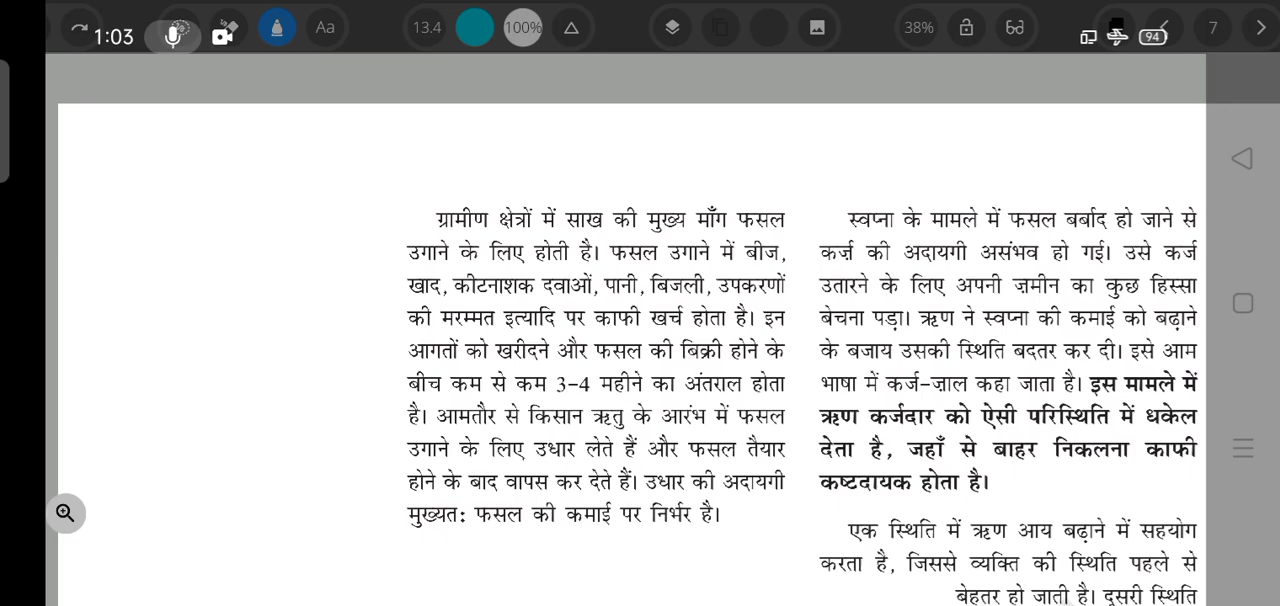 1:03
Aa
13.4
100%
38%
94
7
ग्रामीण क्षेत्रों में साख की मुख्य माँग फसल
उगाने के लिए होती है। फसल उगाने में बीज,
खाद, कीटनाशक दवाओं, पानी, बिजली, उपकरणों
की मरम्मत इत्यादि पर काफी खर्च होता है। इन
आगतों को खरीदने और फसल की बिक्री होने के
बीच कम से कम 3-4 महीने का अंतराल होता
है। आमतौर से किसान ऋतु के आरंभ में फसल
उगाने के लिए उधार लेते हैं और फसल तैयार
होने के बाद वापस कर देते हैं। उधार की अदायगी
मुख्यत: फसल की कमाई पर निर्भर है।
स्वप्ना के मामले में फसल बर्बाद हो जाने से
कर्ज की अदायगी असंभव हो गई। उसे कर्ज
उतारने के लिए अपनी ज़मीन का कुछ हिस्सा
बेचना पड़ा। ऋण ने स्वप्ना की कमाई को बढ़ाने
के बजाय उसकी स्थिति बदतर कर दी। इसे आम
भाषा में कर्ज-ज़ाल कहा जाता है। इस मामले में
ऋण कर्जदार को ऐसी परिस्थिति में धकेल
देता है, जहाँ से बाहर निकलना काफी
कष्टदायक होता है।
एक स्थिति में ऋण आय बढ़ाने में सहयोग
करता है, जिससे व्यक्ति की स्थिति पहले से
बेहतर हो जाती है। दूसरी स्थिति